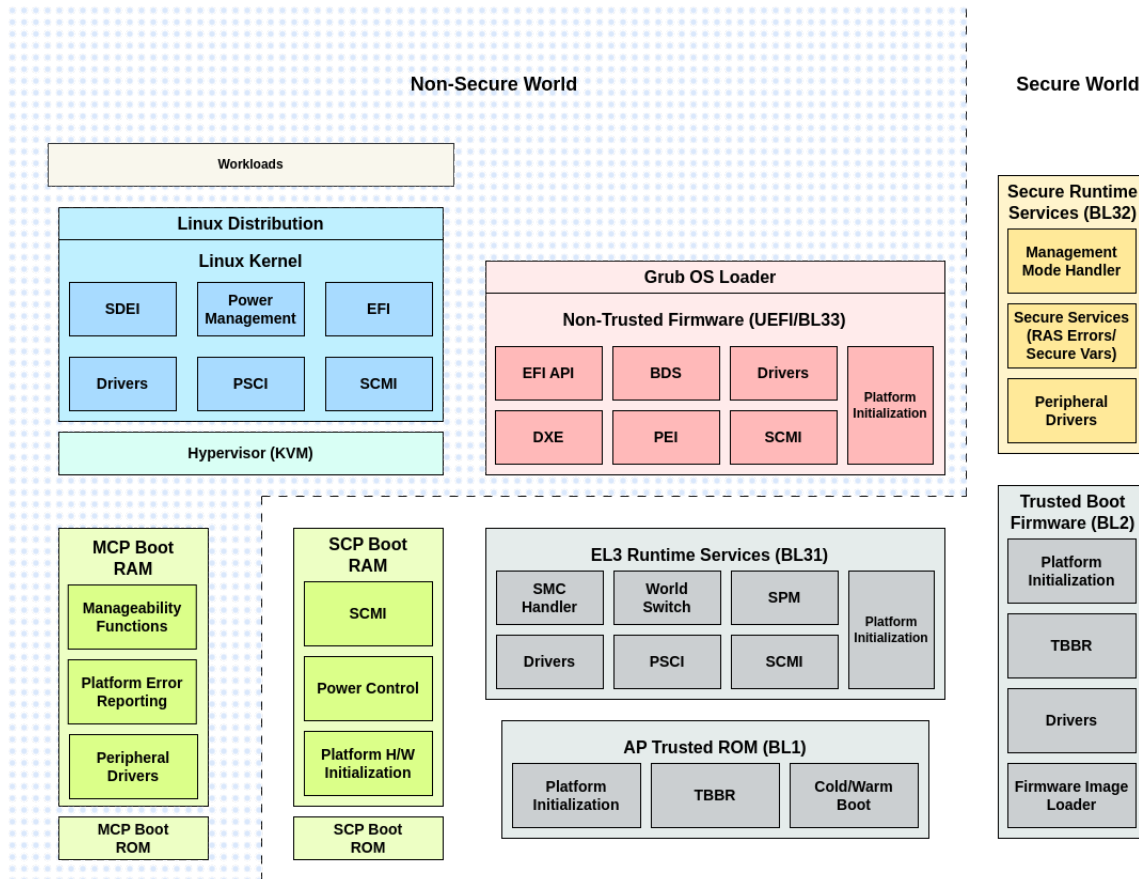 Non-Secure World
Secure World
Workloads
Linux Distribution
Linux Kernel
SDEI
Power
Management
EFI
Drivers
PSCI
SCMI
Hypervisor (KVM)
Grub OS Loader
Non-Trusted Firmware (UEFI/BL33)
EFI API
BDS
Drivers
Platform
Initialization
DXE
PEI
SCMI
Secure Runtime
Services (BL32)
Management
Mode Handler
Secure Services
(RAS Errors/
Secure Vars)
Peripheral
Drivers
MCP Boot
RAM
Manageability
Functions
Platform Error
Reporting
Peripheral
Drivers
MCP Boot
ROM
SCP Boot
RAM
SCMI
Power Control
Platform H/W
Initialization
SCP Boot
ROM
EL3 Runtime Services (BL31)
SMC
Handler
World
Switch
SPM
Platform
Initialization
Drivers
PSCI
SCMI
AP Trusted ROM (BL1)
Platform
Initialization
TBBR
Cold/Warm
Boot
Trusted Boot
Firmware (BL2)
Platform
Initialization
TBBR
Drivers
Firmware Image
Loader